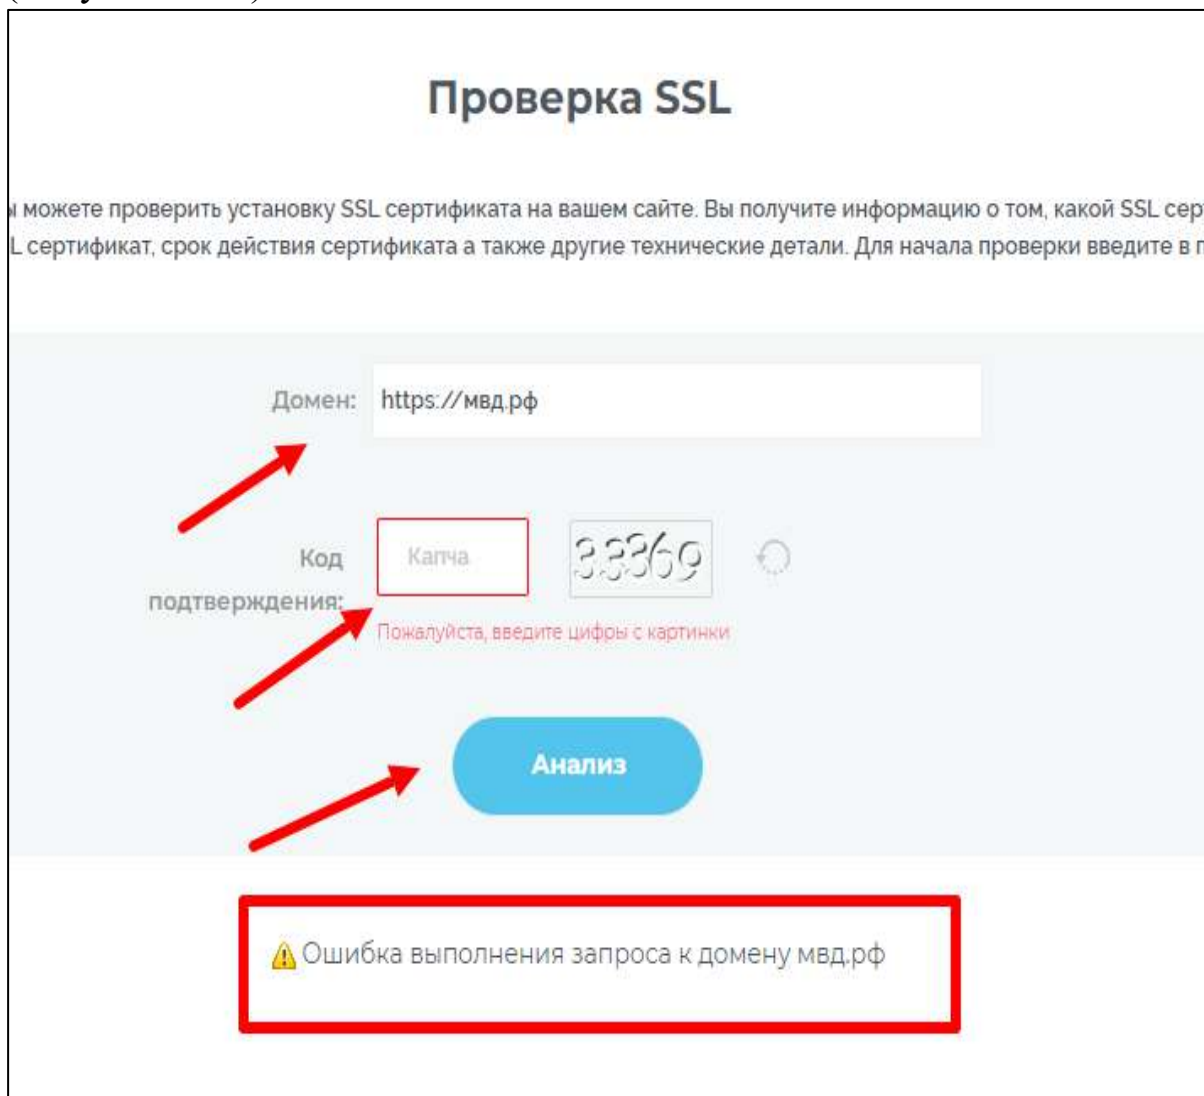 Проверка SSL
ы можете проверить установку SSL сертификата на вашем сайте. Вы получите информацию о том, какой SSL сер
L сертификат, срок действия сертификата а также другие технические детали. Для начала проверки введите в п
Домен: https://мвд.рф
Код
подтверждения:
Капча
33369
Пожалуйста, введите цифры с картинки
Анализ
Ошибка выполнения запроса к домену мвд.рф